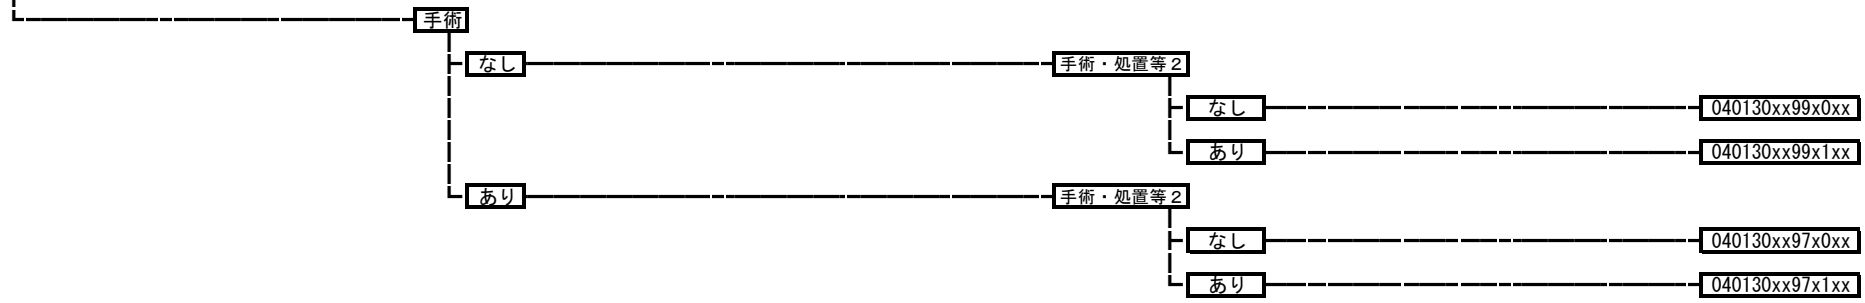 手術
なし 手術・処置等２
なし 040130xx99x0xx
あり 040130xx99x1xx
あり 手術・処置等２
なし 040130xx97x0xx
あり 040130xx97x1xx